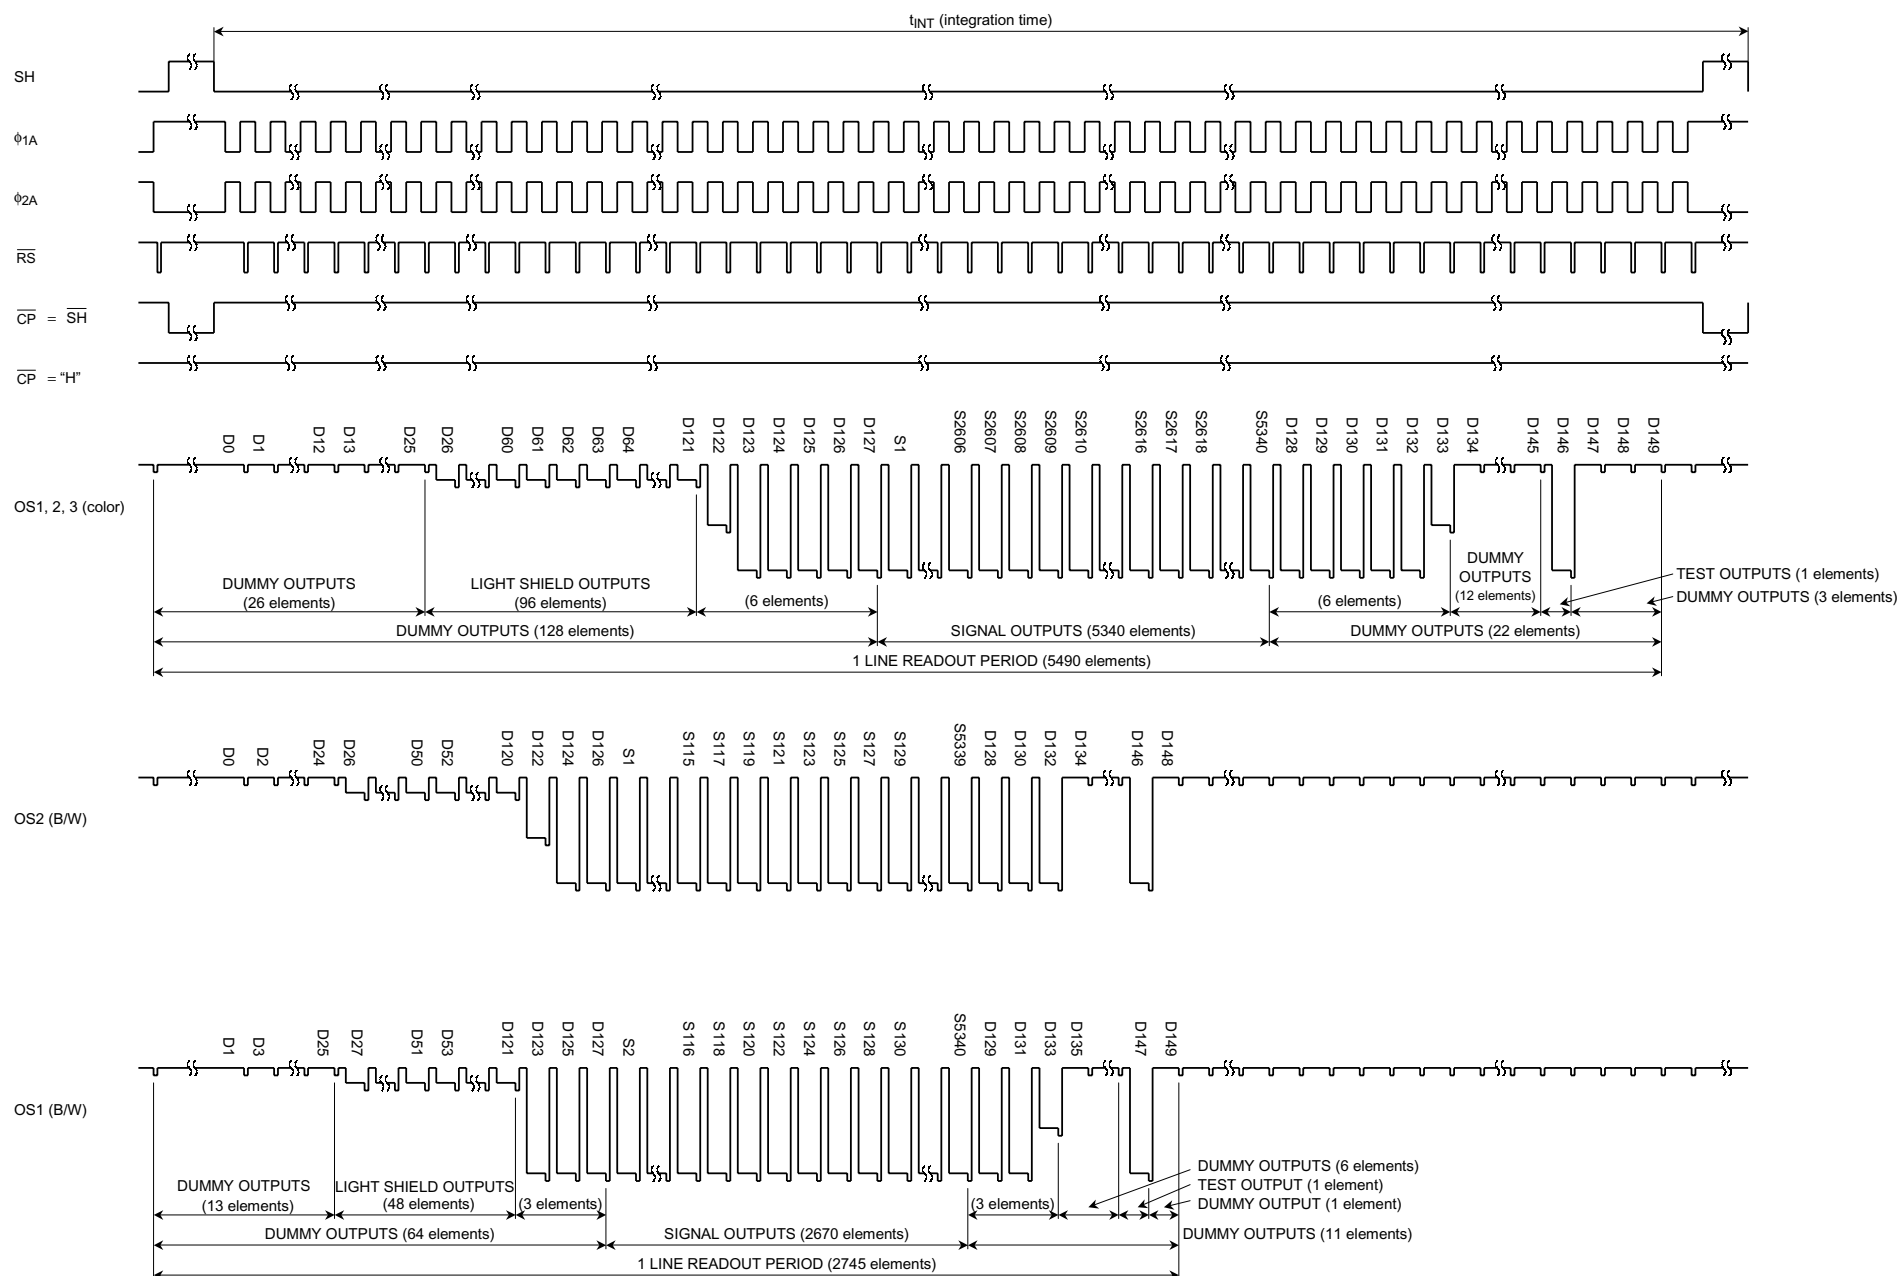 tINT (integration time)
SH
ϕ1A
ϕ2A
RS
CP = SH
CP = “H”
D0 D1 D12 D13 D25 D26 D60 D61 D62 D63 D64 D121 D122 D123 D124 D125 D126 D127 S1 S2606 S2607 S2608 S2609 S2610 S2616 S2617 S2618 S5340 D128 D129 D130 D131 D132 D133 D134 D145 D146 D147 D148 D149
OS1, 2, 3 (color)
DUMMY OUTPUTS
(26 elements)
LIGHT SHIELD OUTPUTS
(96 elements)
(6 elements)
(6 elements)
DUMMY
OUTPUTS
(12 elements)
TEST OUTPUTS (1 elements)
DUMMY OUTPUTS (3 elements)
DUMMY OUTPUTS (128 elements)
SIGNAL OUTPUTS (5340 elements)
DUMMY OUTPUTS (22 elements)
1 LINE READOUT PERIOD (5490 elements)
D0 D2 D24 D26 D50 D52 D120 D122 D124 D126 S1 S115 S117 S119 S121 S123 S125 S127 S129 S5339 D128 D130 D132 D134 D146 D148
OS2 (B/W)
D1 D3 D25 D27 D51 D53 D121 D123 D125 D127 S2 S116 S118 S120 S122 S124 S126 S128 S130 S5340 D129 D131 D133 D135 D147 D149
OS1 (B/W)
DUMMY OUTPUTS
(13 elements)
LIGHT SHIELD OUTPUTS
(48 elements)
(3 elements)
(3 elements)
DUMMY OUTPUTS (6 elements)
TEST OUTPUT (1 element)
DUMMY OUTPUT (1 element)
DUMMY OUTPUTS (64 elements)
SIGNAL OUTPUTS (2670 elements)
DUMMY OUTPUTS (11 elements)
1 LINE READOUT PERIOD (2745 elements)